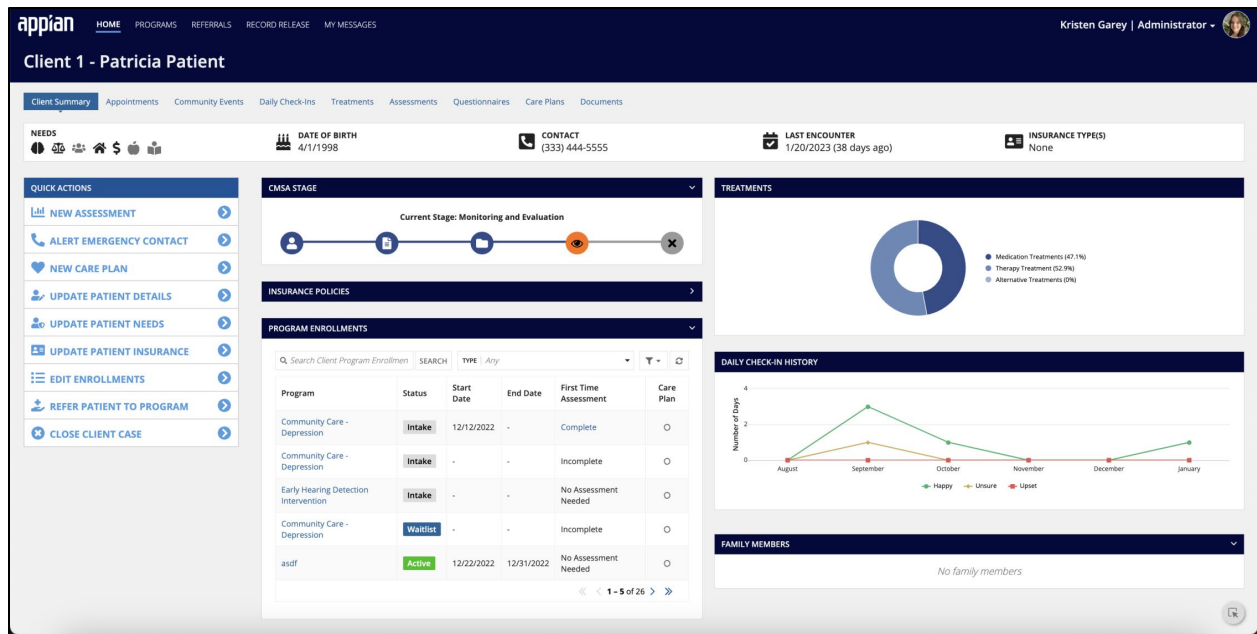 appian HOME PROGRAMS REFERRALS RECORD RELEASE MY MESSAGES Kristen Garey | Administrator
Client 1 - Patricia Patient
Client Summary Appointments Community Events Daily Check-Ins Treatments Assessments Questionnaires Care Plans Documents
NEEDS
DATE OF BIRTH
4/1/1998
CONTACT
(333) 444-5555
LAST ENCOUNTER
1/20/2023 (38 days ago)
INSURANCE TYPE(S)
None
QUICK ACTIONS
NEW ASSESSMENT
ALERT EMERGENCY CONTACT
NEW CARE PLAN
UPDATE PATIENT DETAILS
UPDATE PATIENT NEEDS
UPDATE PATIENT INSURANCE
EDIT ENROLLMENTS
REFER PATIENT TO PROGRAM
CLOSE CLIENT CASE
CMSA STAGE
Current Stage: Monitoring and Evaluation
INSURANCE POLICIES
PROGRAM ENROLLMENTS
Search Client Program Enrollmen SEARCH TYPE Any
Program Status Start Date End Date First Time Assessment Care Plan
Community Care - Depression Intake 12/12/2022 - Complete
Community Care - Depression Intake - - Incomplete
Early Hearing Detection Intervention Intake - - No Assessment Needed
Community Care - Depression Waitlist - - Incomplete
asdf Active 12/22/2022 12/31/2022 No Assessment Needed
1 – 5 of 26
TREATMENTS
Medication Treatments (47.1%)
Therapy Treatment (52.9%)
Alternative Treatments (0%)
DAILY CHECK-IN HISTORY
Number of Days
4
2
0
August September October November December January
Happy Unsure Upset
FAMILY MEMBERS
No family members